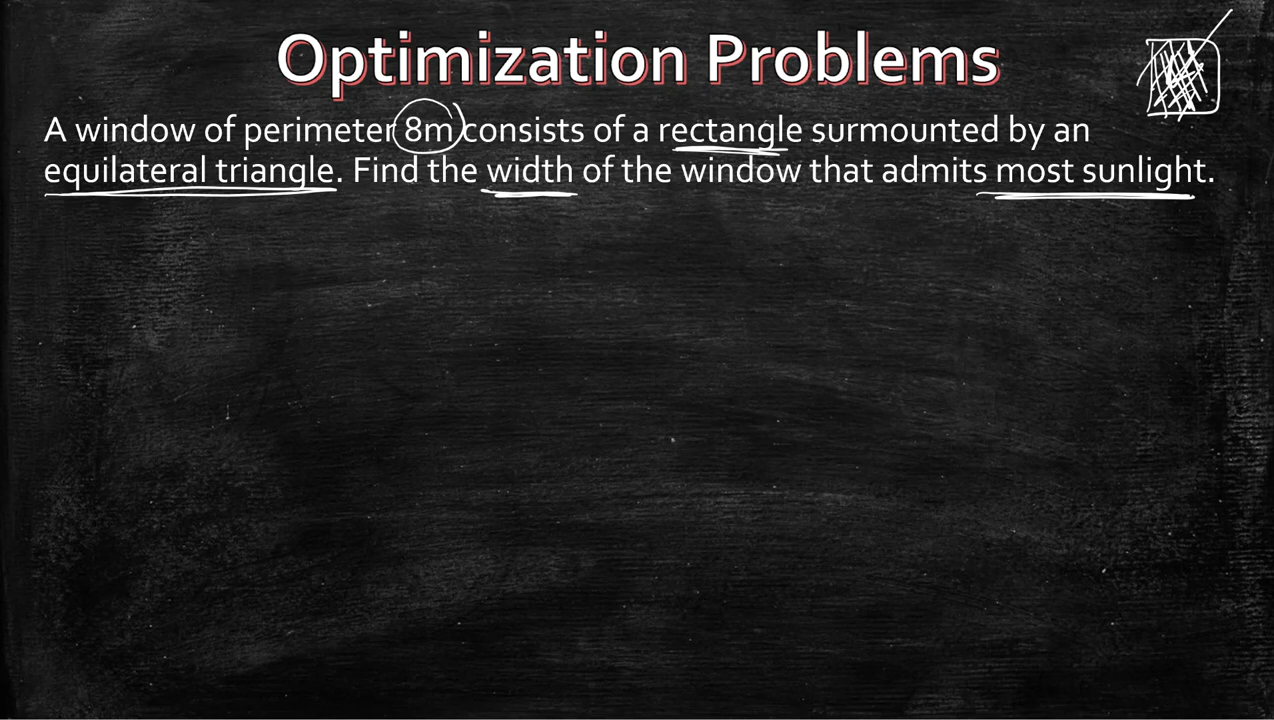 Optimization Problems
A window of perimeter 8m consists of a rectangle surmounted by an
equilateral triangle. Find the width of the window that admits most sunlight.